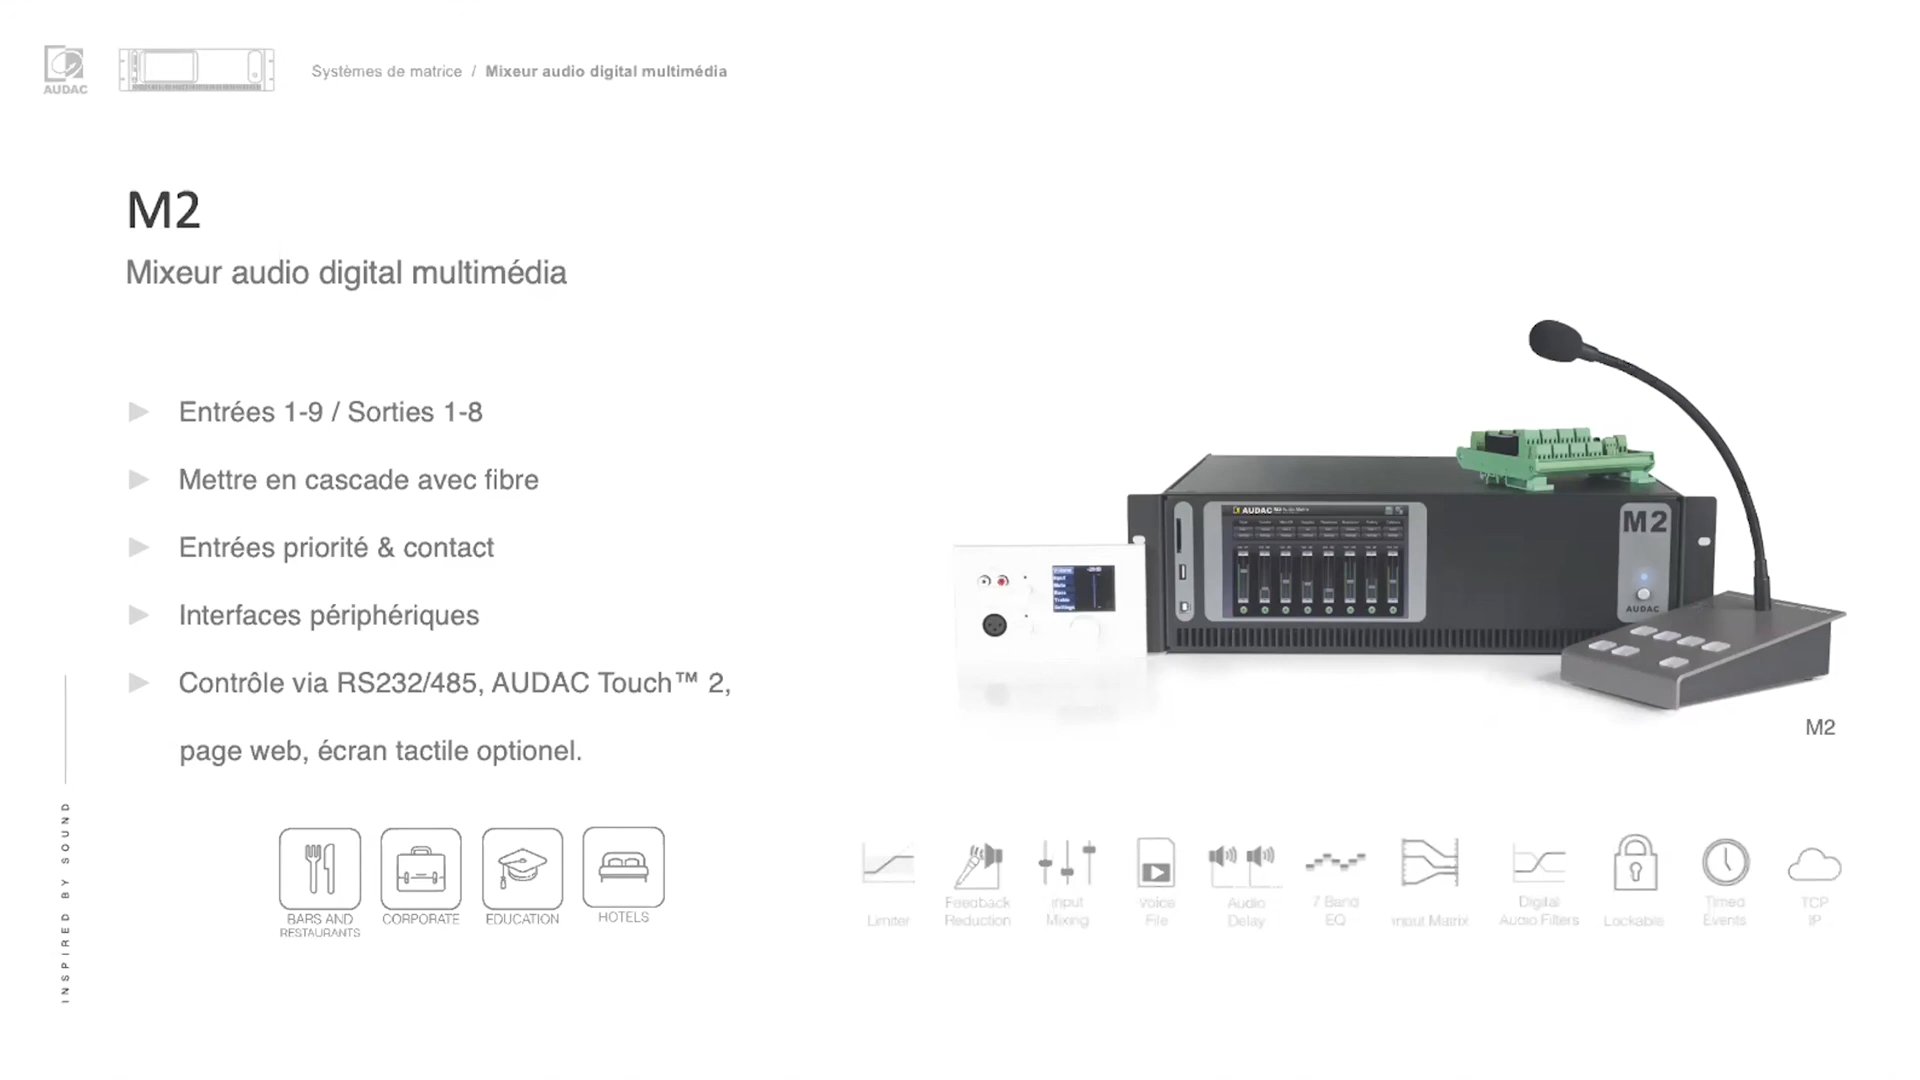 AUDAC
Systèmes de matrice / Mixeur audio digital multimédia
M2
Mixeur audio digital multimédia
Entrées 1-9 / Sorties 1-8
Mettre en cascade avec fibre
Entrées priorité & contact
Interfaces périphériques
Contrôle via RS232/485, AUDAC Touch™ 2,
page web, écran tactile optionel.
INSPIRED BY SOUND
BARS AND
RESTAURANTS
CORPORATE
EDUCATION
HOTELS
AUDAC M2
M2
AUDAC
M2
Limiter
Feedback
Reduction
Input
Mixing
Voice
File
Audio
Delay
7 Band
EQ
Input Matrix
Digital
Audio Filters
Lockable
Timed
Events
TCP
IP